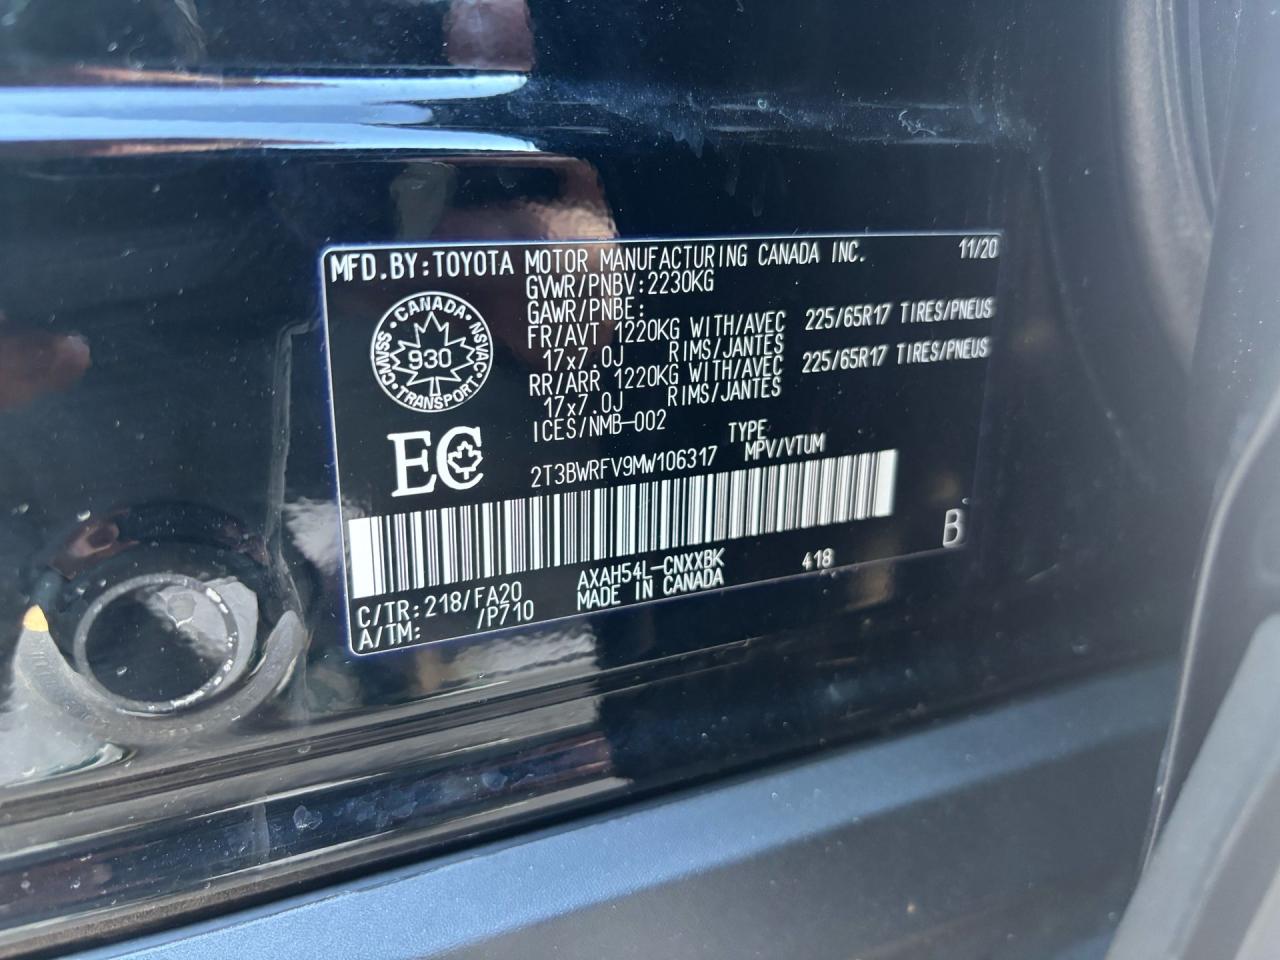 MFD.BY:TOYOTA MOTOR MANUFACTURING CANADA INC. 11/20
GVWR/PNBV:2230KG
GAWR/PNBE:
FR/AVT 1220KG WITH/AVEC 225/65R17 TIRES/PNEUS
17x7.0J RIMS/JANTES
RR/ARR 1220KG WITH/AVEC 225/65R17 TIRES/PNEUS
17x7.0J RIMS/JANTES
ICES/NMB-002
CANADA
NSVAC
TRANSPORT
CMVSS
930
EC
TYPE
2T3BWRFV9MW106317 MPV/VTUM
B
C/TR:218/FA20 AXAH54L-CNXXBK 418
A/TM: /P710 MADE IN CANADA